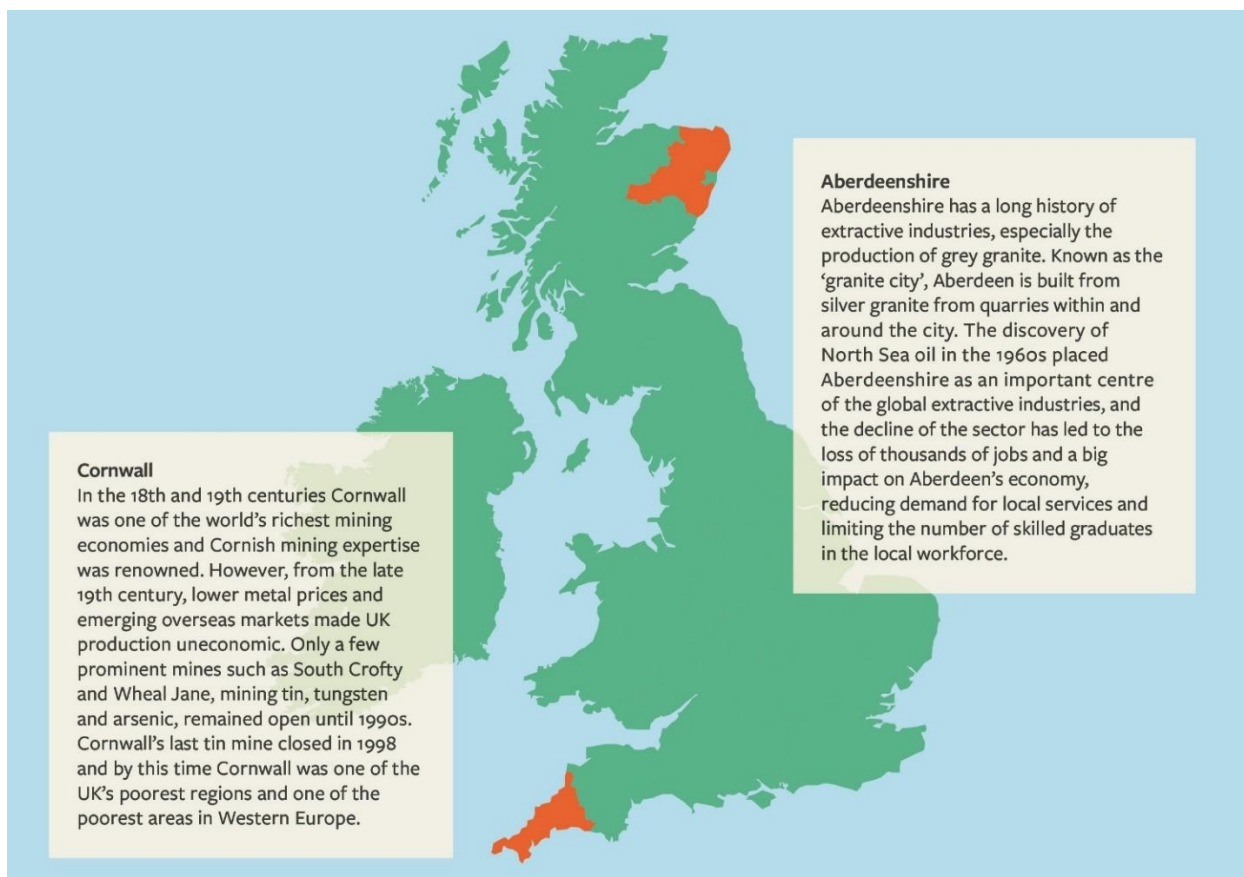 Aberdeenshire
Aberdeenshire has a long history of
extractive industries, especially the
production of grey granite. Known as the
‘granite city’, Aberdeen is built from
silver granite from quarries within and
around the city. The discovery of
North Sea oil in the 1960s placed
Aberdeenshire as an important centre
of the global extractive industries, and
the decline of the sector has led to the
loss of thousands of jobs and a big
impact on Aberdeen’s economy,
reducing demand for local services and
limiting the number of skilled graduates
in the local workforce.
Cornwall
In the 18th and 19th centuries Cornwall
was one of the world’s richest mining
economies and Cornish mining expertise
was renowned. However, from the late
19th century, lower metal prices and
emerging overseas markets made UK
production uneconomic. Only a few
prominent mines such as South Crofty
and Wheal Jane, mining tin, tungsten
and arsenic, remained open until 1990s.
Cornwall’s last tin mine closed in 1998
and by this time Cornwall was one of the
UK’s poorest regions and one of the
poorest areas in Western Europe.